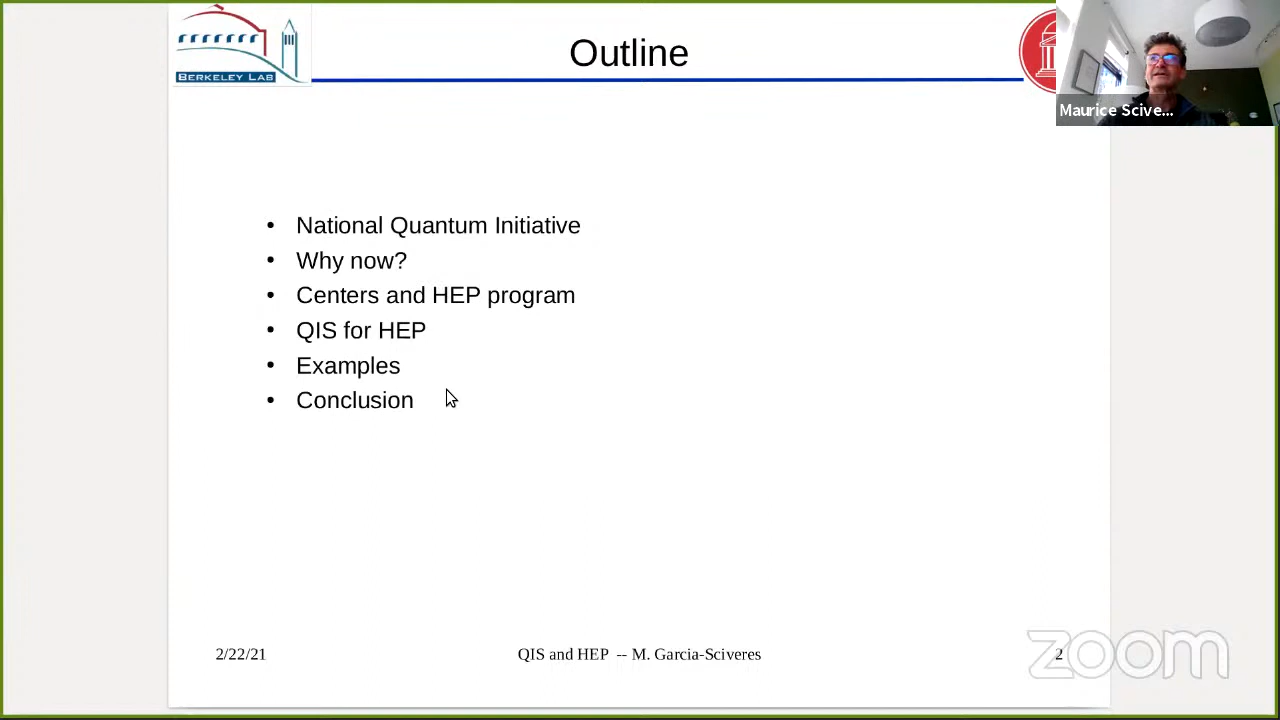 BERKELEY LAB
Outline
Maurice Scive...
• National Quantum Initiative
• Why now?
• Centers and HEP program
• QIS for HEP
• Examples
• Conclusion
2/22/21
QIS and HEP -- M. Garcia-Sciveres
2
zoom